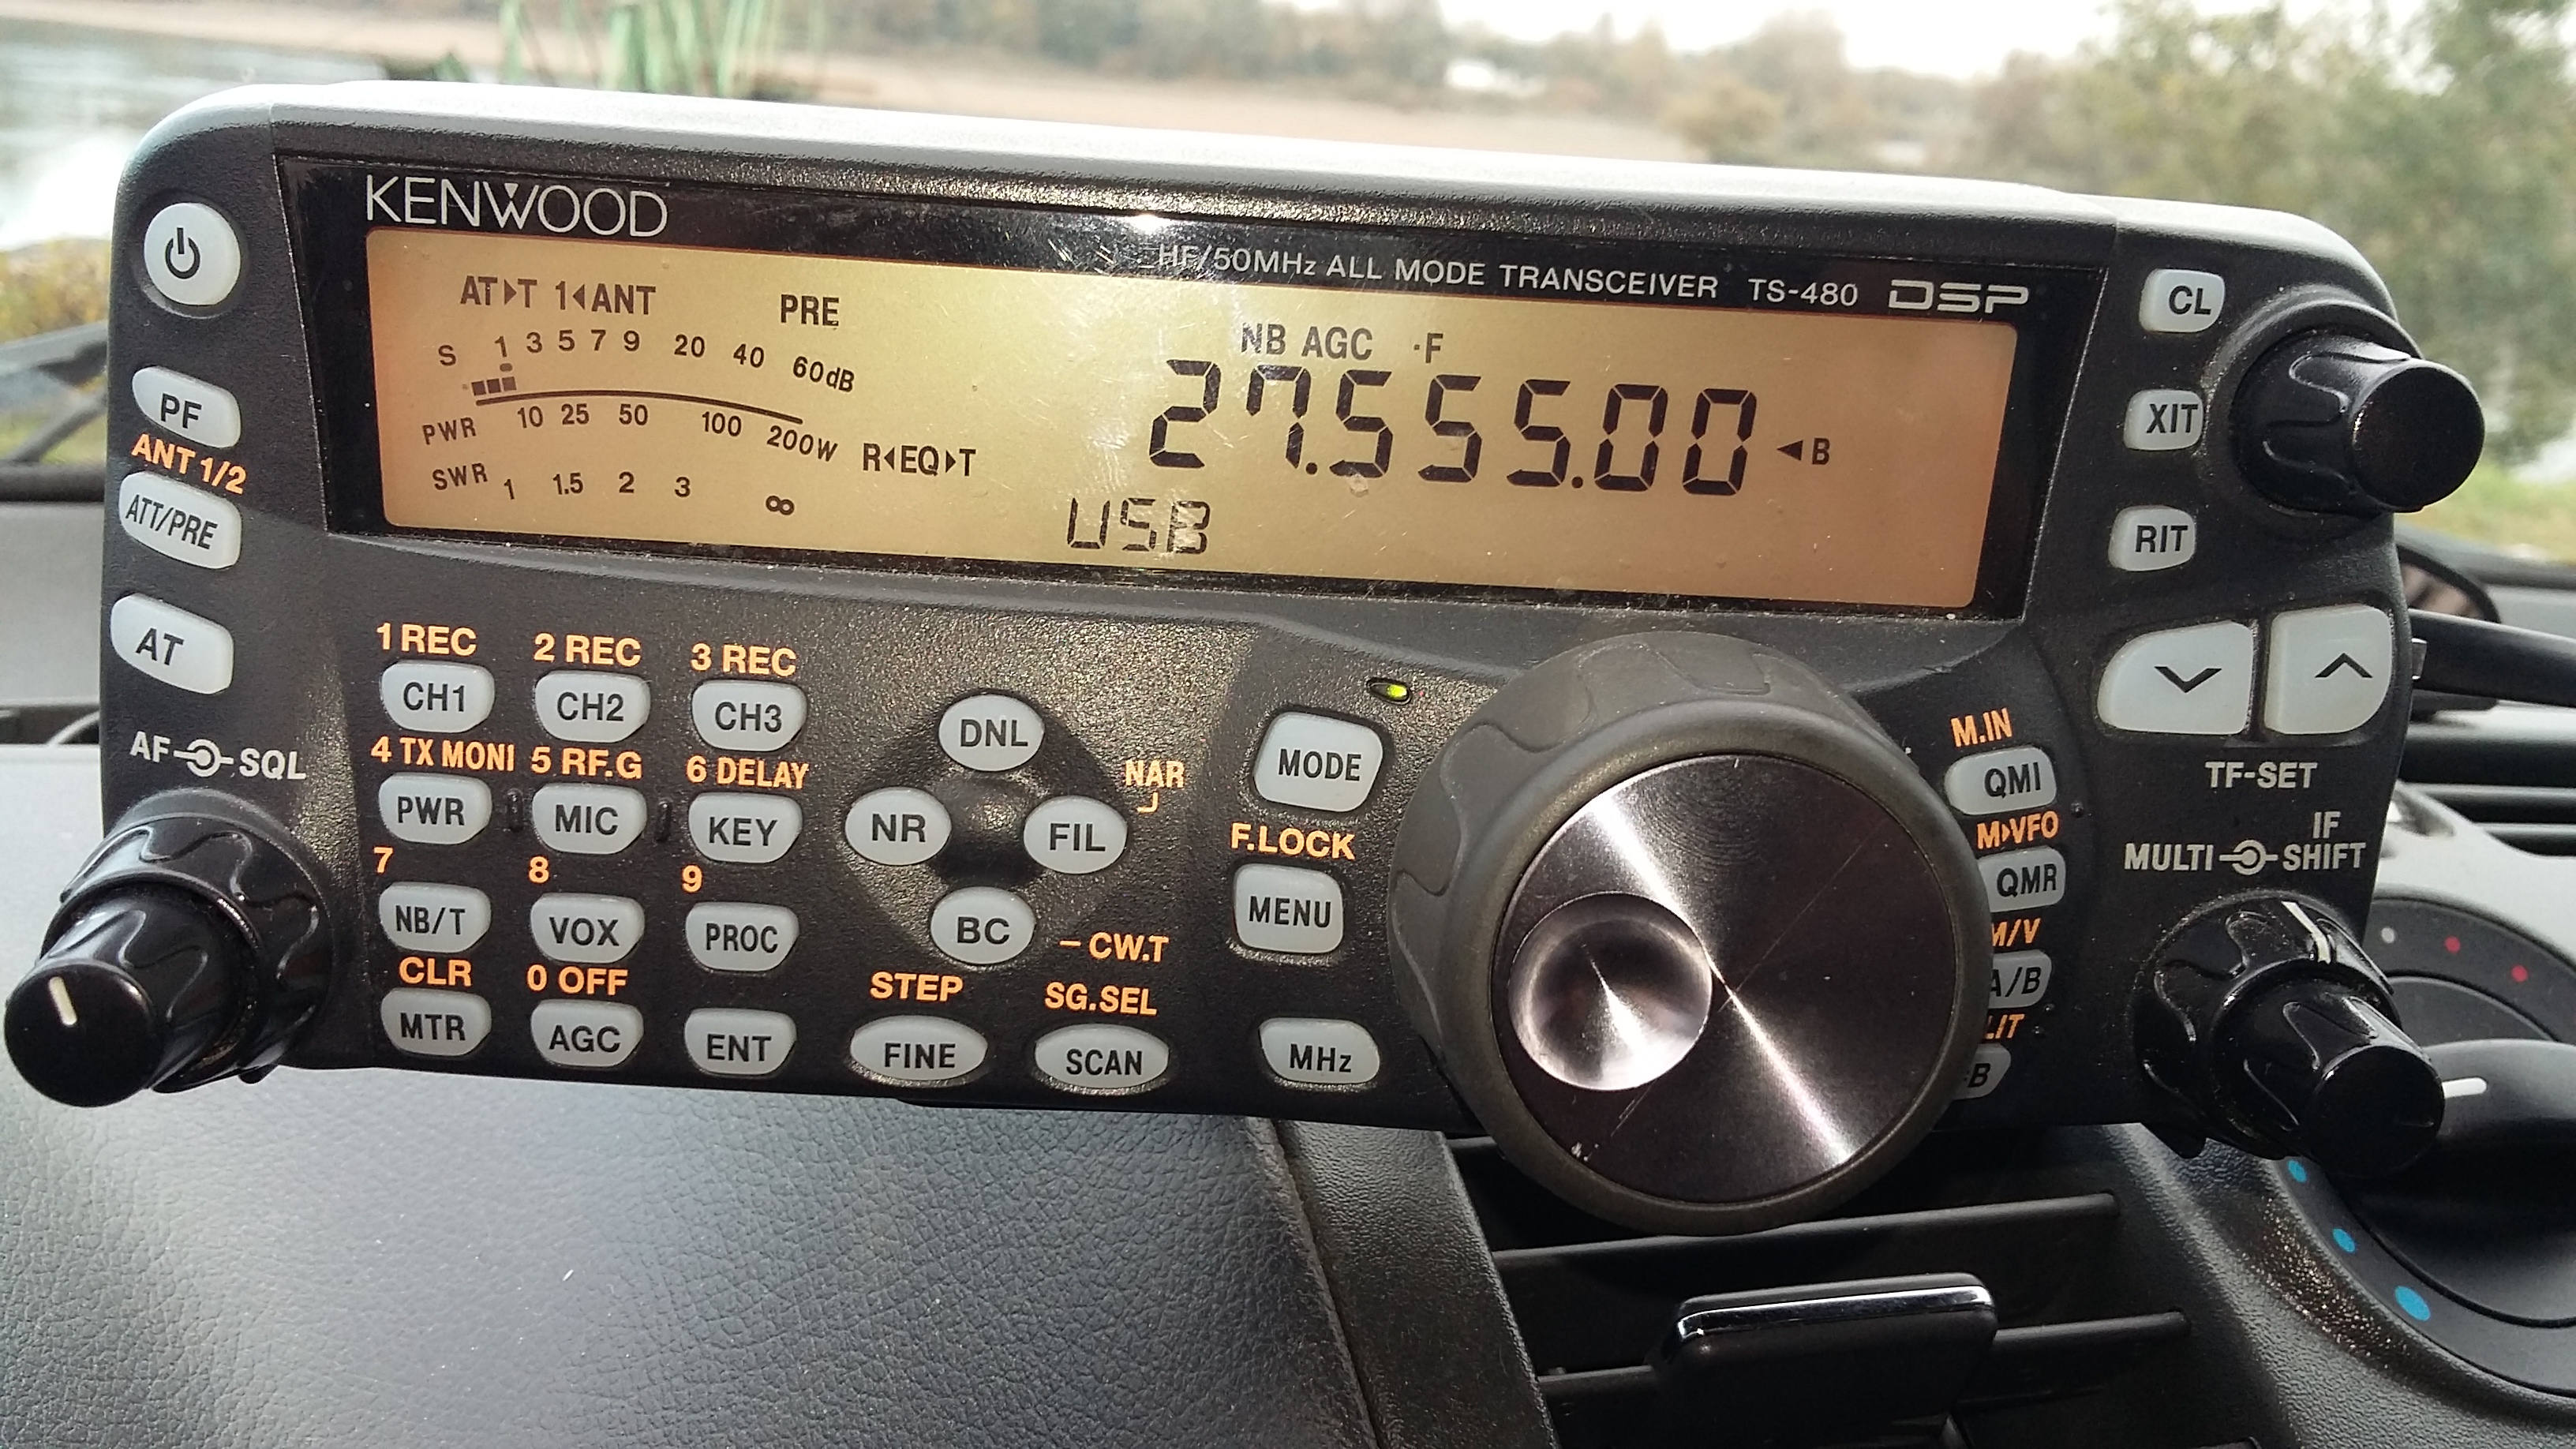 KENWOOD
HF/50MHz ALL MODE TRANSCEIVER TS-480 DSP
AT▸T 1◂ANT PRE
S 1 3 5 7 9 20 40 60dB
PWR 10 25 50 100 200W
SWR 1 1.5 2 3 ∞
R◂EQ▸T
NB AGC ·F
27.555.00 ◂B
USB
PF
ANT 1/2
ATT/PRE
AT
AF SQL
1 REC 2 REC 3 REC
CH1 CH2 CH3
4 TX MONI 5 RF.G 6 DELAY
PWR MIC KEY
7 8 9
NB/T VOX PROC
CLR 0 OFF
MTR AGC ENT
DNL
NR FIL
NAR
BC
– CW.T
STEP SG.SEL
FINE SCAN
MODE
F.LOCK
MENU
MHz
CL
XIT
RIT
TF-SET
M.IN
QMI
M▸VFO
QMR
M/V
A/B
LIT
B
MULTI IF SHIFT